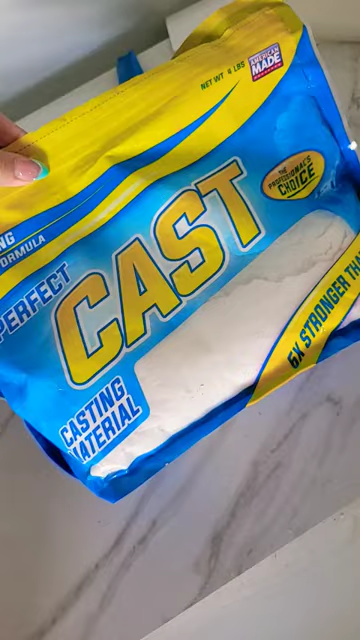 NET WT 4 LBS
AMERICAN
MADE
THE
PROFESSIONAL'S
CHOICE
NG
FORMULA
PERFECT
CAST
CASTING
MATERIAL
6X STRONGER THA